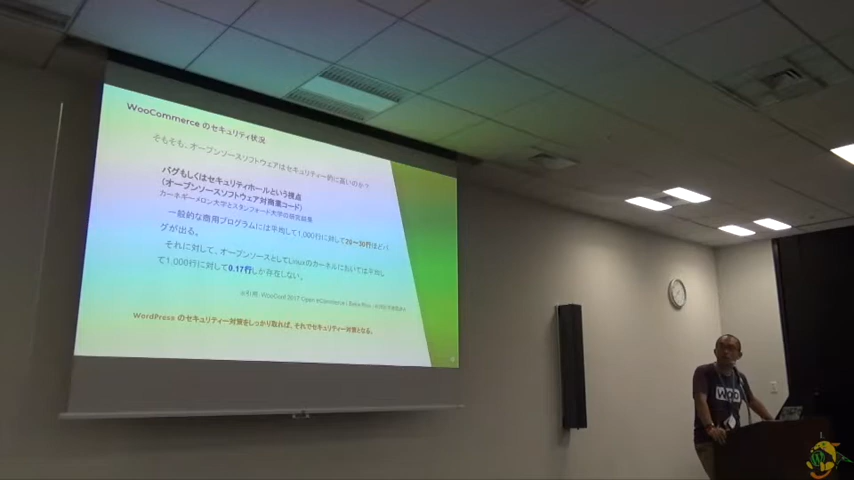 WooCommerce のセキュリティ状況
そもそも、オープンソースソフトウェアはセキュリティー的に高いのか?
バグもしくはセキュリティホールという視点
(オープンソースソフトウェア対商業コード)
カーネギーメロン大学とスタンフォード大学の研究結果
一般的な商用プログラムには平均して1,000行に対して20〜30行ほどバ
グが出る。
それに対して、オープンソースとしてLinuxのカーネルにおいては平均し
て1,000行に対して0.17行しか存在しない。
WooConf 2017 Open eCommerce
WordPress のセキュリティー対策をしっかり取れば、それでセキュリティー対策となる。
WOO